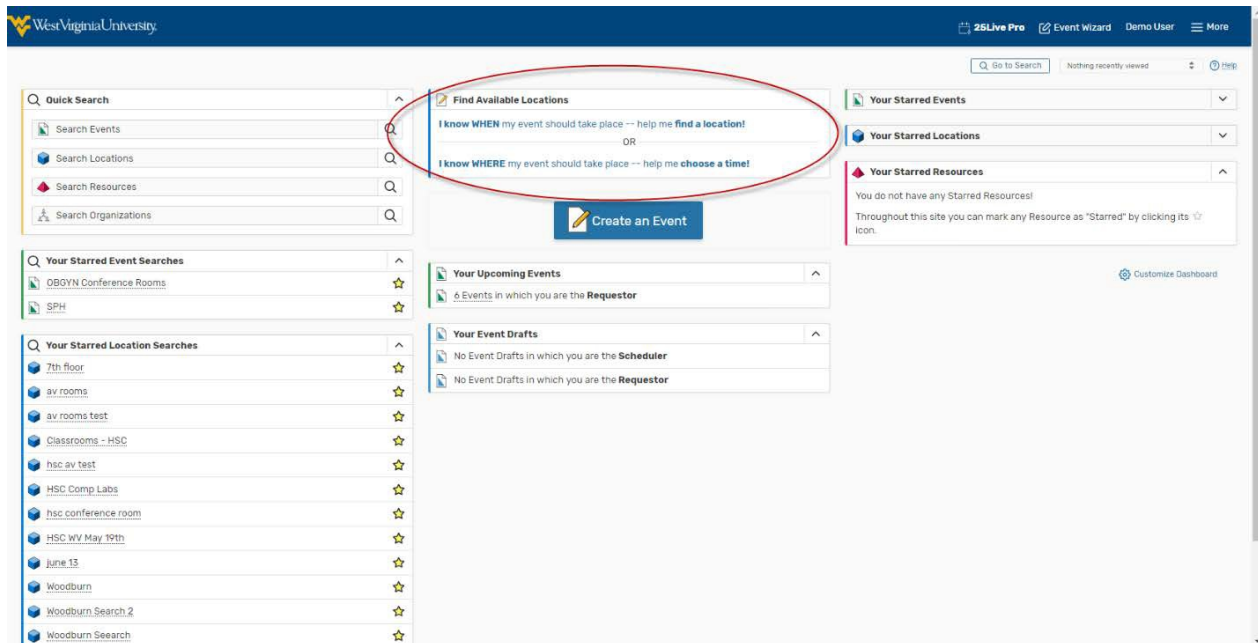 WestVirginiaUniversity.
25Live Pro
Event Wizard
Demo User
More
Go to Search
Nothing recently viewed
Help
Quick Search
Search Events
Search Locations
Search Resources
Search Organizations
Your Starred Event Searches
OBGYN Conference Rooms
SPH
Your Starred Location Searches
7th floor
av rooms
av rooms test
Classrooms - HSC
hsc av test
HSC Comp Labs
hsc conference room
HSC WV May 19th
june 13
Woodburn
Woodburn Search 2
Woodburn Seearch
Find Available Locations
I know WHEN my event should take place -- help me find a location!
OR
I know WHERE my event should take place -- help me choose a time!
Create an Event
Your Upcoming Events
6 Events in which you are the Requestor
Your Event Drafts
No Event Drafts in which you are the Scheduler
No Event Drafts in which you are the Requestor
Your Starred Events
Your Starred Locations
Your Starred Resources
You do not have any Starred Resources!
Throughout this site you can mark any Resource as "Starred" by clicking its
icon.
Customize Dashboard